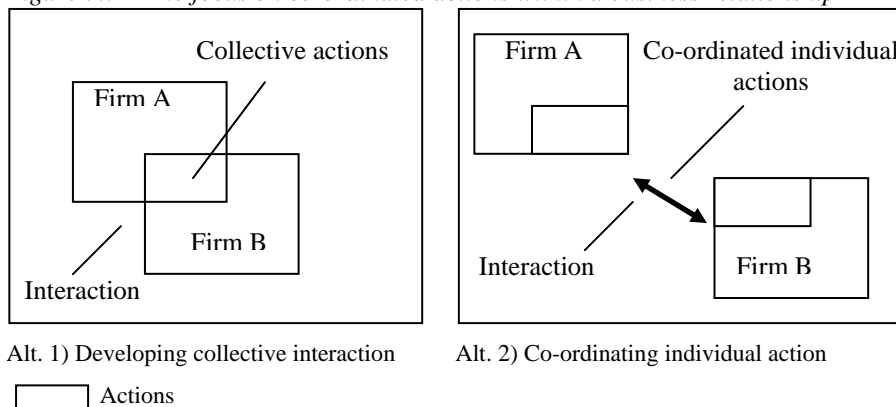 Collective actions
Firm A
Firm B
Interaction
Firm A
Co-ordinated individual
actions
Interaction
Firm B
Alt. 1) Developing collective interaction
Alt. 2) Co-ordinating individual action
Actions